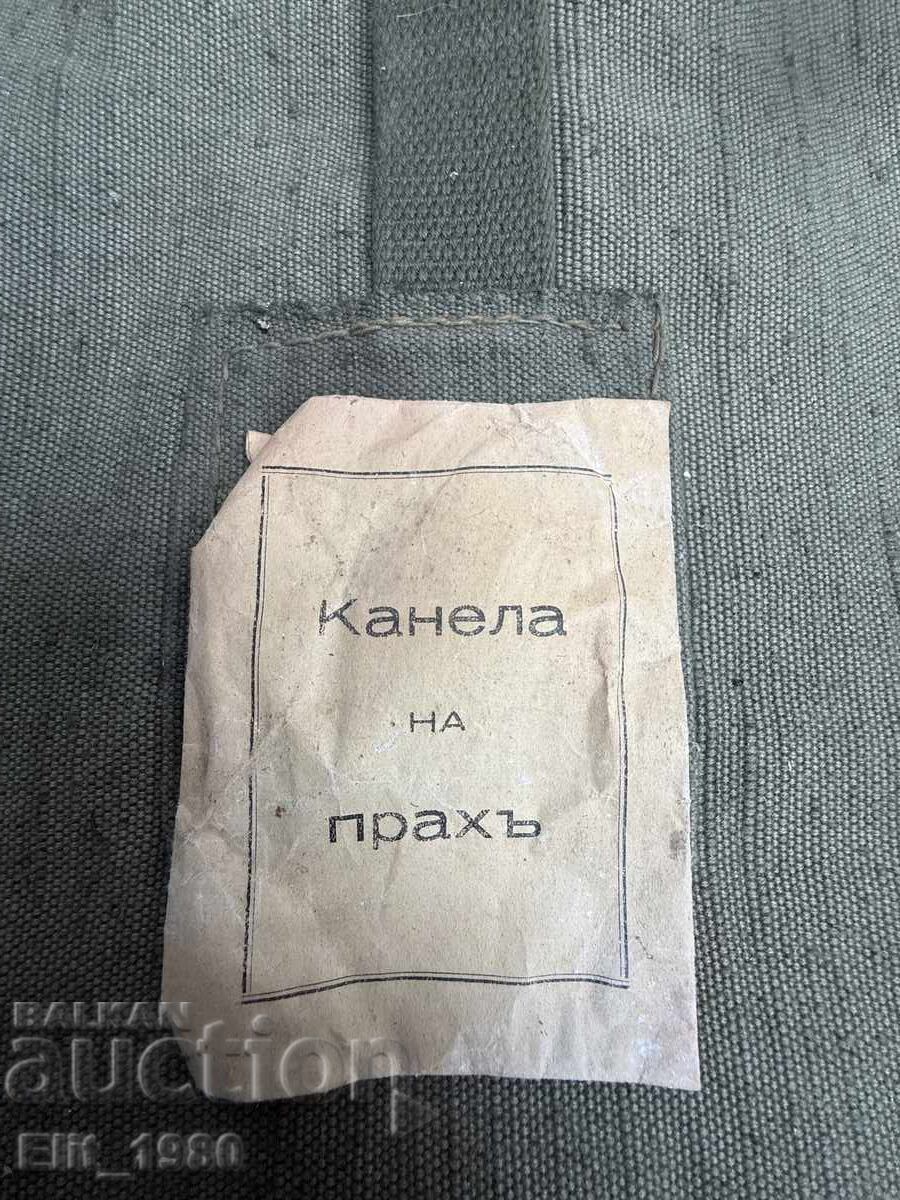 Канела
НА
прахъ
BALKAN
auction
Elit_1980